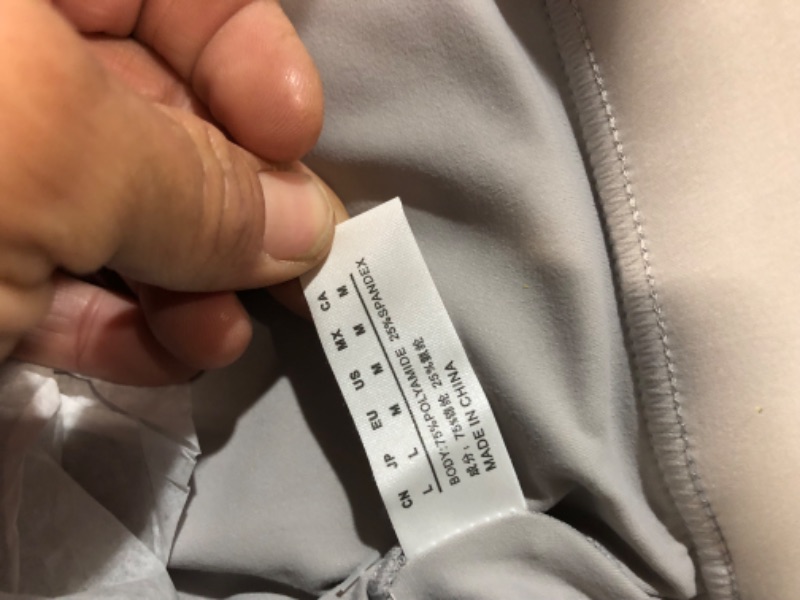 CN JP EU US MX CA
L L M M M M
BODY:75%POLYAMIDE 25%SPANDEX
成分: 75%锦纶 25%氨纶
MADE IN CHINA